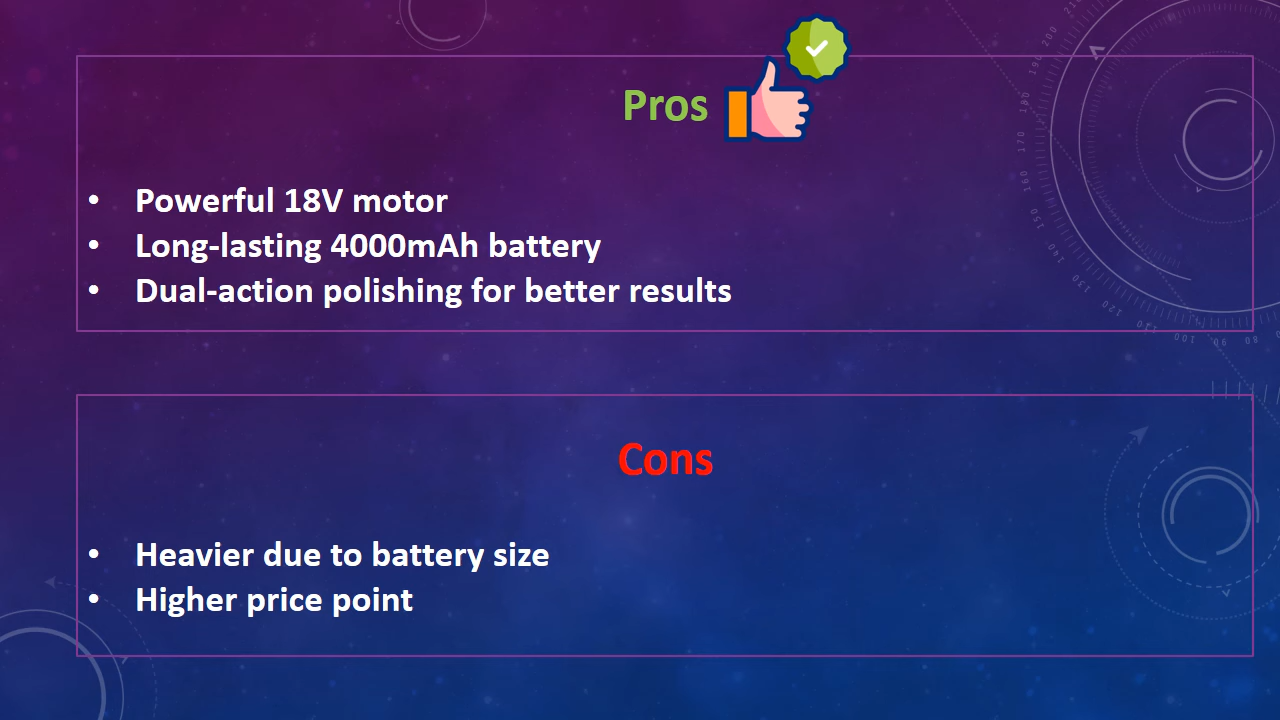 Pros
• Powerful 18V motor
• Long-lasting 4000mAh battery
• Dual-action polishing for better results
Cons
• Heavier due to battery size
• Higher price point